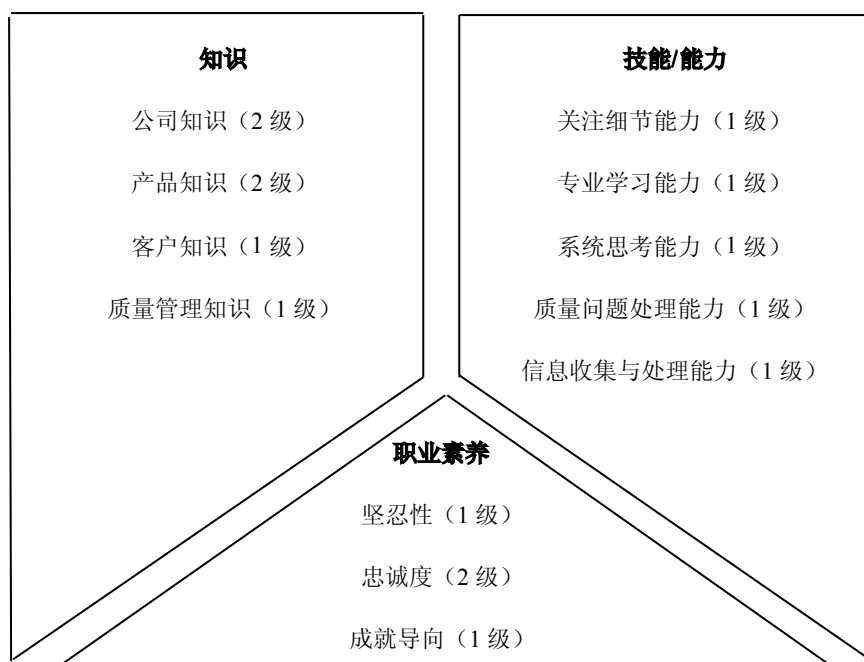 知识
公司知识（2 级）
产品知识（2 级）
客户知识（1 级）
质量管理知识（1 级）
技能/能力
关注细节能力（1 级）
专业学习能力（1 级）
系统思考能力（1 级）
质量问题处理能力（1 级）
信息收集与处理能力（1 级）
职业素养
坚忍性（1 级）
忠诚度（2 级）
成就导向（1 级）